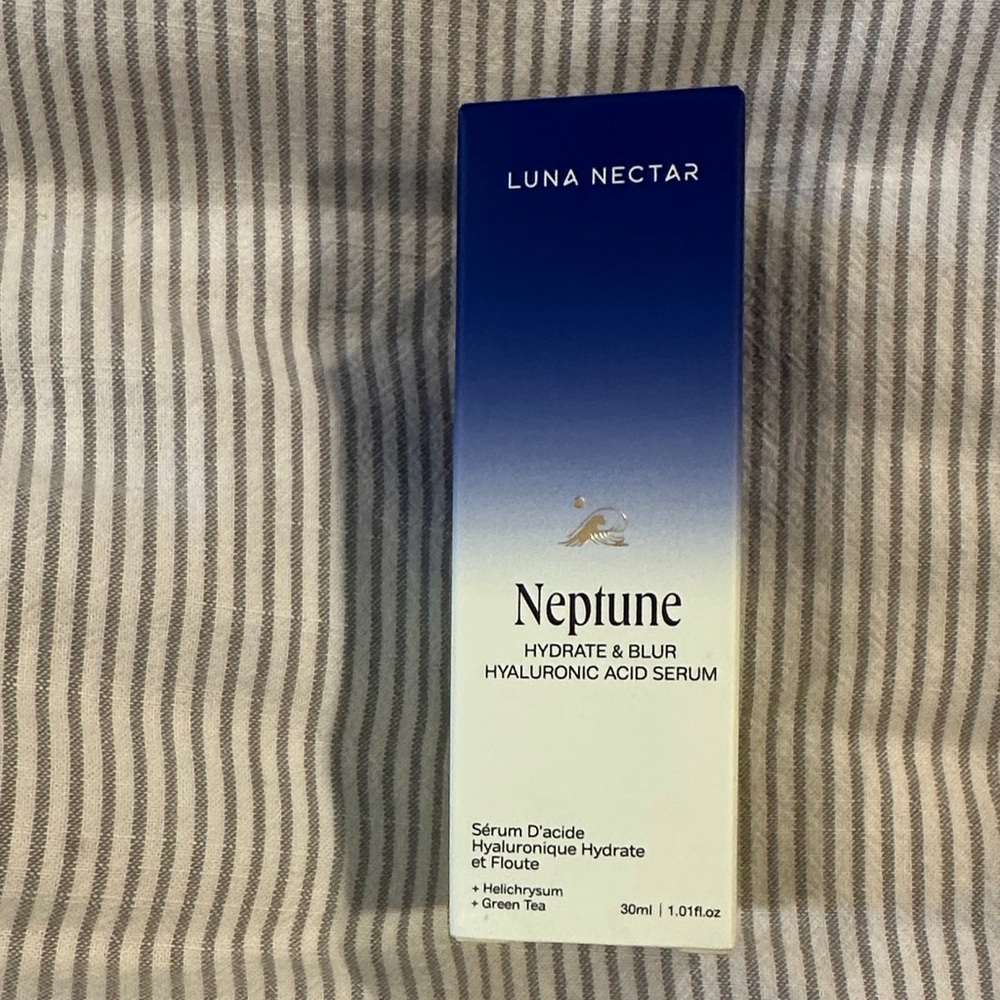 LUNA NECTAR
Neptune
HYDRATE & BLUR
HYALURONIC ACID SERUM
Sérum D'acide
Hyaluronique Hydrate
et Floute
+ Helichrysum
+ Green Tea
30ml | 1.01fl.oz